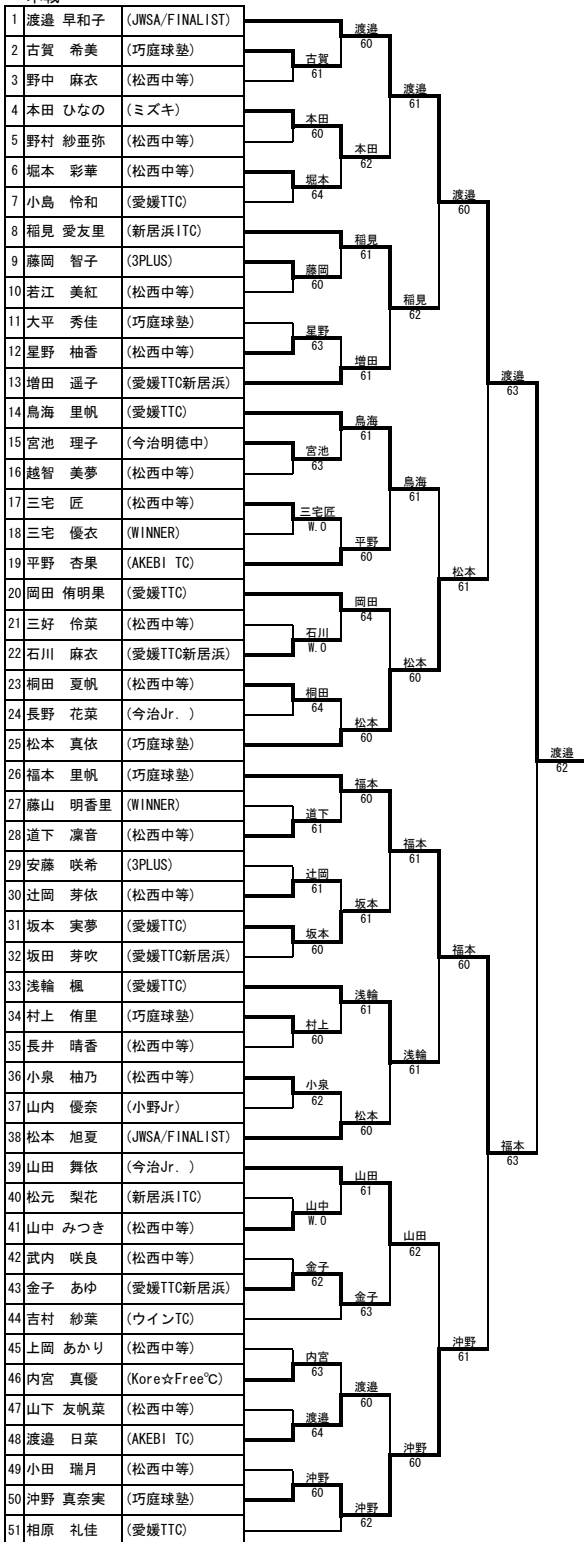 1 渡邉 早和子 (JWSA/FINALIST)
2 古賀 希美 (巧庭球塾)
3 野中 麻衣 (松西中等)
4 本田 ひなの (ミズキ)
5 野村 紗亜弥 (松西中等)
6 堀本 彩華 (松西中等)
7 小島 怜和 (愛媛TTC)
8 稲見 愛友里 (新居浜ITC)
9 藤岡 智子 (3PLUS)
10 若江 美紅 (松西中等)
11 大平 秀佳 (巧庭球塾)
12 星野 柚香 (松西中等)
13 増田 遥子 (愛媛TTC新居浜)
14 鳥海 里帆 (愛媛TTC)
15 宮池 理子 (今治明徳中)
16 越智 美夢 (松西中等)
17 三宅 匠 (松西中等)
18 三宅 優衣 (WINNER)
19 平野 杏果 (AKEBI TC)
20 岡田 侑明果 (愛媛TTC)
21 三好 伶菜 (松西中等)
22 石川 麻衣 (愛媛TTC新居浜)
23 桐田 夏帆 (松西中等)
24 長野 花菜 (今治Jr. )
25 松本 真依 (巧庭球塾)
26 福本 里帆 (巧庭球塾)
27 藤山 明香里 (WINNER)
28 道下 凜音 (松西中等)
29 安藤 咲希 (3PLUS)
30 辻岡 芽依 (松西中等)
31 坂本 実夢 (愛媛TTC)
32 坂田 芽吹 (愛媛TTC新居浜)
33 浅輪 楓 (愛媛TTC)
34 村上 侑里 (巧庭球塾)
35 長井 晴香 (松西中等)
36 小泉 柚乃 (松西中等)
37 山内 優奈 (小野Jr)
38 松本 旭夏 (JWSA/FINALIST)
39 山田 舞依 (今治Jr. )
40 松元 梨花 (新居浜ITC)
41 山中 みつき (松西中等)
42 武内 咲良 (松西中等)
43 金子 あゆ (愛媛TTC新居浜)
44 吉村 紗葉 (ウインTC)
45 上岡 あかり (松西中等)
46 内宮 真優 (Kore☆Free℃)
47 山下 友帆菜 (松西中等)
48 渡邉 日菜 (AKEBI TC)
49 小田 瑞月 (松西中等)
50 沖野 真奈実 (巧庭球塾)
51 相原 礼佳 (愛媛TTC)
古賀
61
本田
60
堀本
64
藤岡
60
星野
63
宮池
63
三宅匠
W.O
石川
W.O
桐田
64
道下
61
辻岡
61
坂本
60
村上
60
小泉
62
山中
W.O
金子
62
内宮
63
渡邉
64
沖野
60
渡邉
60
本田
62
稲見
61
増田
61
鳥海
61
平野
60
岡田
64
松本
60
福本
60
坂本
61
浅輪
61
松本
60
山田
61
金子
63
渡邉
60
沖野
62
渡邉
61
稲見
62
鳥海
61
松本
60
福本
61
浅輪
61
山田
62
沖野
60
渡邉
60
松本
61
福本
60
沖野
61
渡邉
63
福本
63
渡邉
62